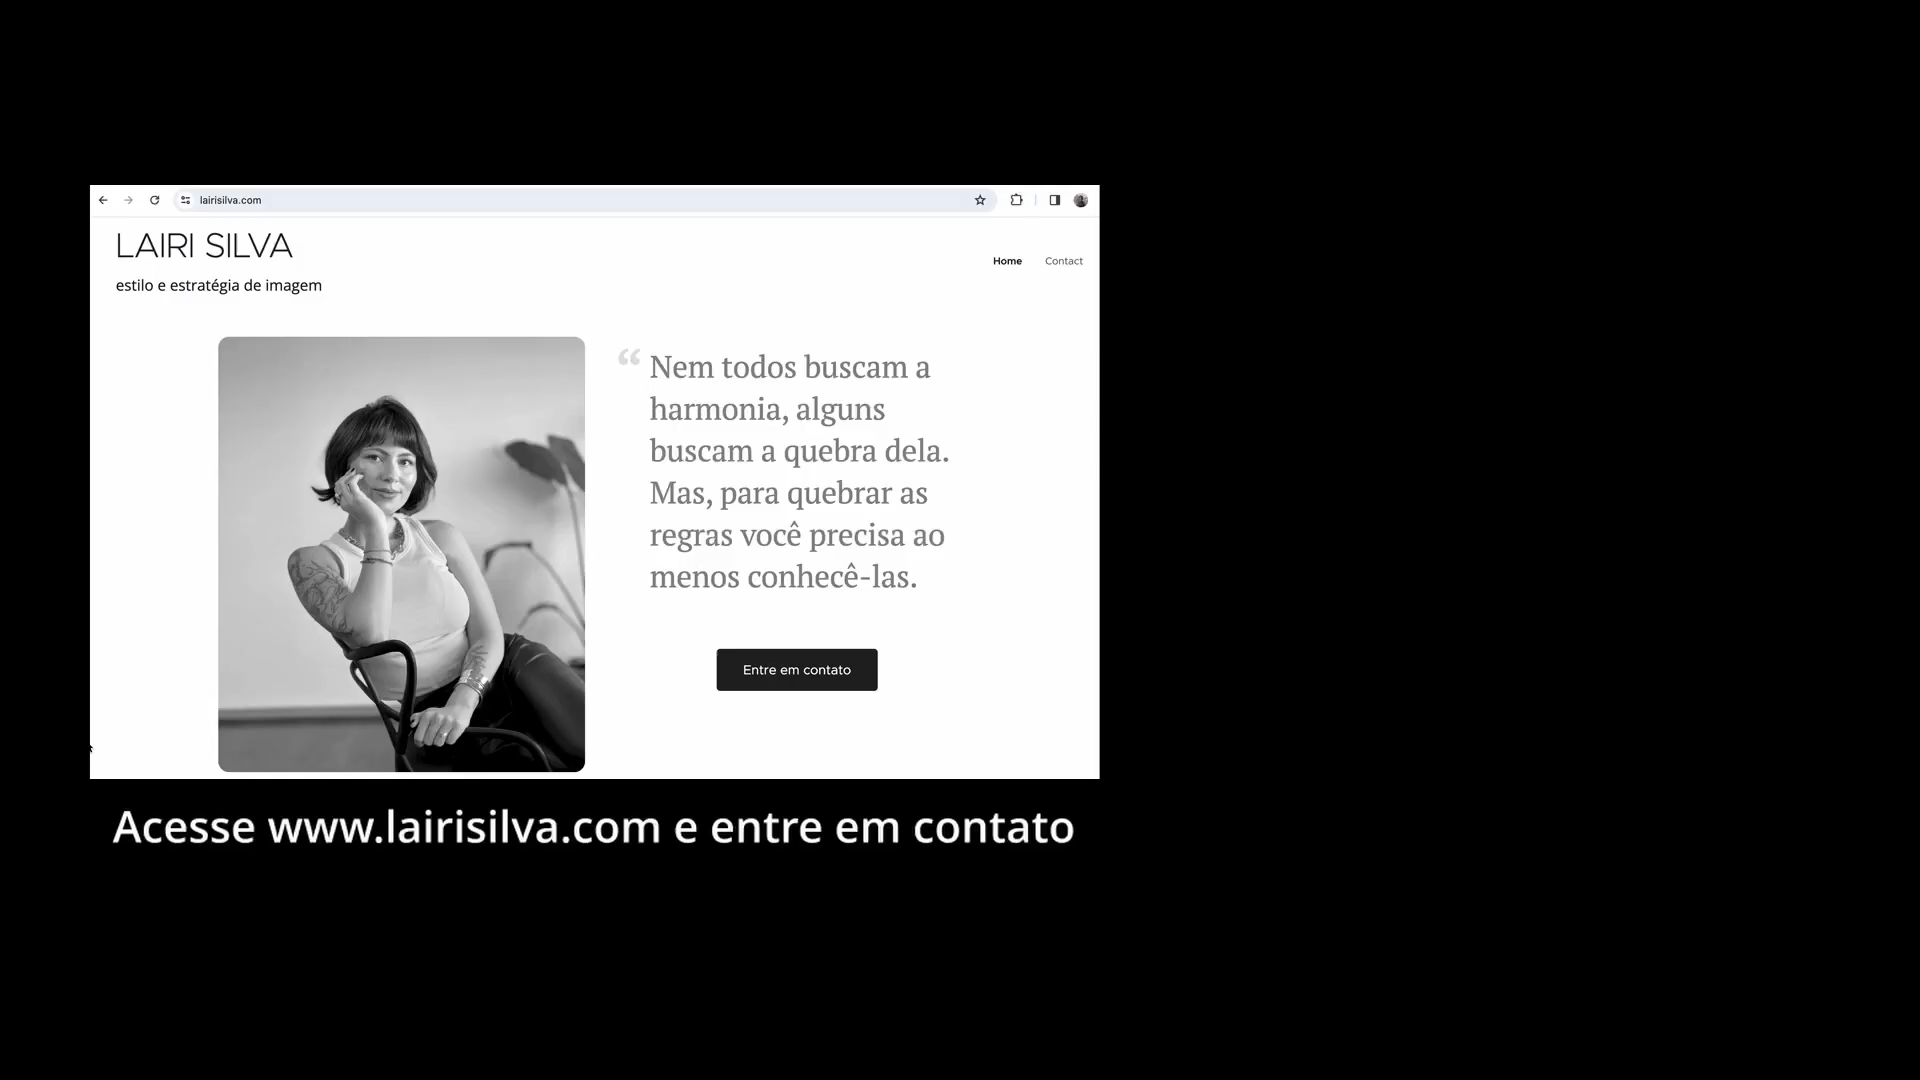 lairisilva.com
LAIRI SILVA
estilo e estratégia de imagem
Home
Contact
“ Nem todos buscam a
harmonia, alguns
buscam a quebra dela.
Mas, para quebrar as
regras você precisa ao
menos conhecê-las.
Entre em contato
Acesse www.lairisilva.com e entre em contato